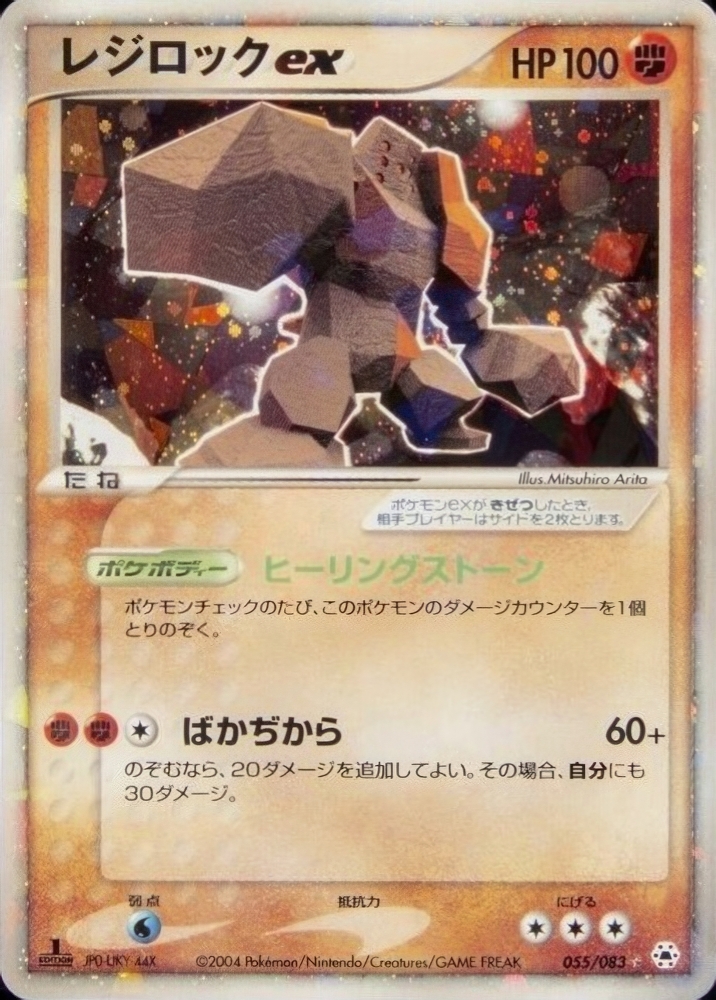 レジロックex HP100
たね
Illus.Mitsuhiro Arita
ポケモンexが きぜつしたとき、
相手プレイヤーはサイドを2枚とります。
ポケボディー ヒーリングストーン
ポケモンチェックのたび、このポケモンのダメージカウンターを1個
とりのぞく。
ばかぢから 60+
のぞむなら、20ダメージを追加してよい。その場合、自分にも
30ダメージ。
弱点 抵抗力 にげる
1 EDITION ©2004 Pokémon/Nintendo/Creatures/GAME FREAK 055/083